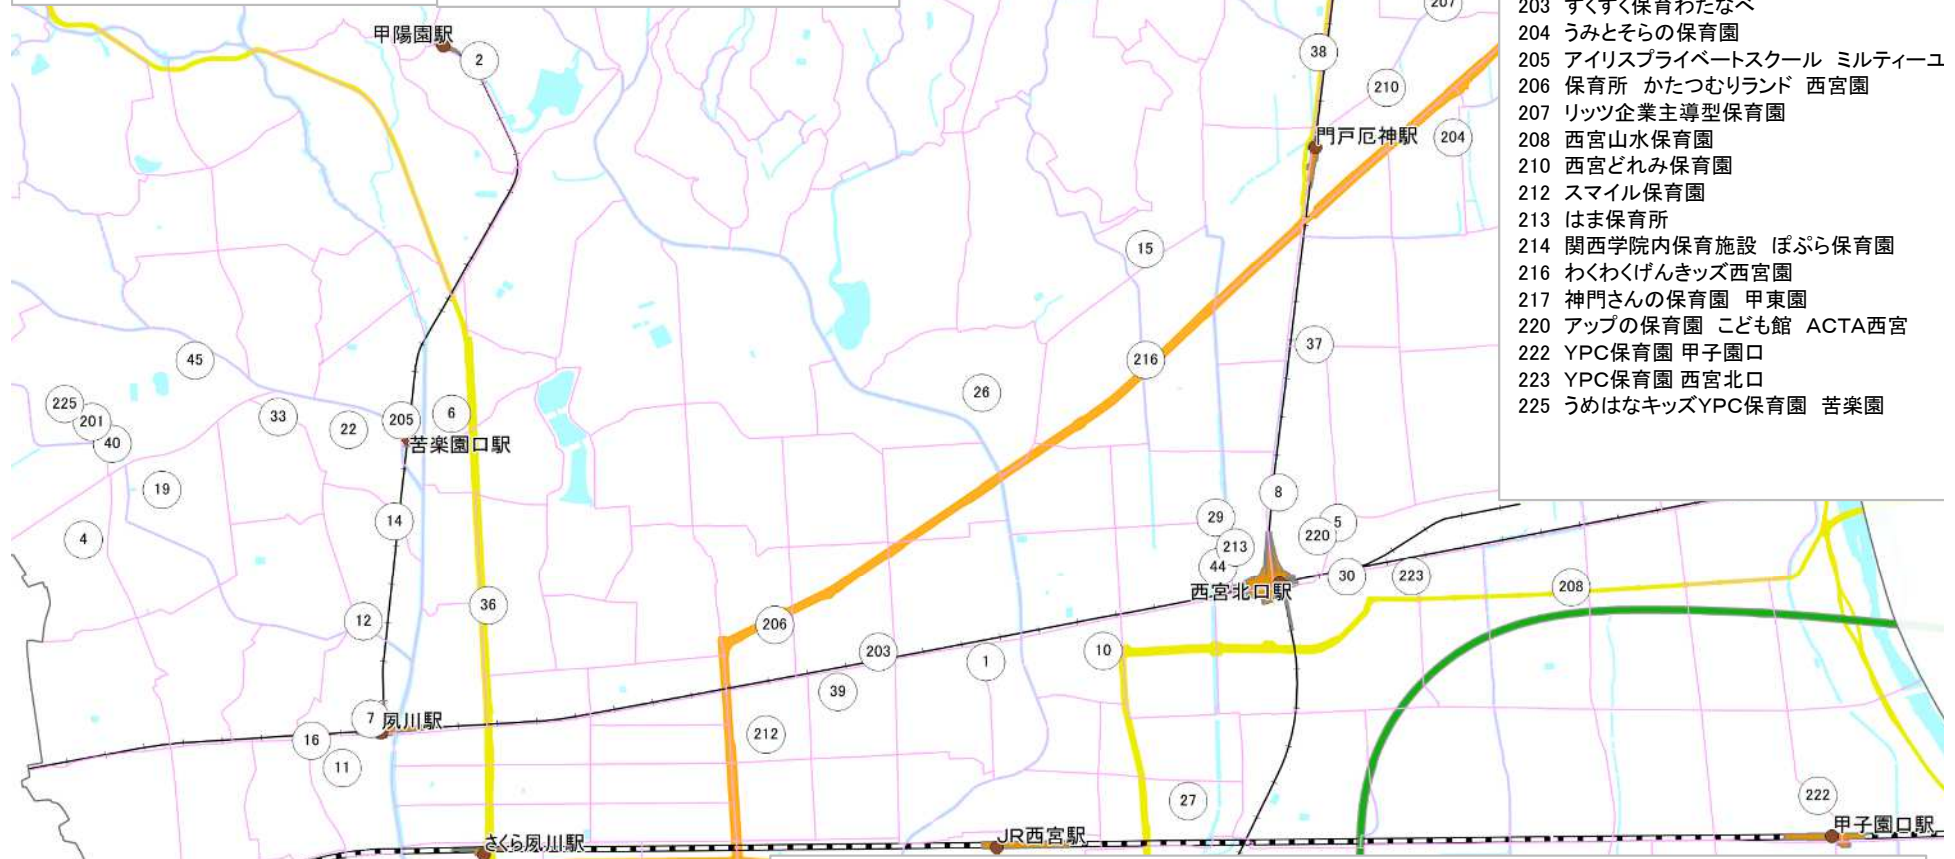 207
203 すくすく保育わたなべ
甲陽園駅
2
38
204 うみとそらの保育園
205 アイリスプライベートスクール ミルティーユ
210
206 保育所 かたつむりランド 西宮園
207 リッツ企業主導型保育園
門戸厄神駅
204
208 西宮山水保育園
210 西宮どれみ保育園
212 スマイル保育園
213 はま保育所
15
214 関西学院内保育施設 ぽぷら保育園
216 わくわくげんきッズ西宮園
217 神門さんの保育園 甲東園
220 アップの保育園 こども館 ACTA西宮
37
45
216
222 YPC保育園 甲子園口
223 YPC保育園 西宮北口
26
225
201
33
205
6
225 うめはなキッズYPC保育園 苦楽園
22
40
苦楽園口駅
19
8
14
29
5
4
220
213
44
30
223
西宮北口駅
208
36
12
206
203
1
10
39
7
夙川駅
16
212
11
27
222
さくら夙川駅
JR西宮駅
甲子園口駅